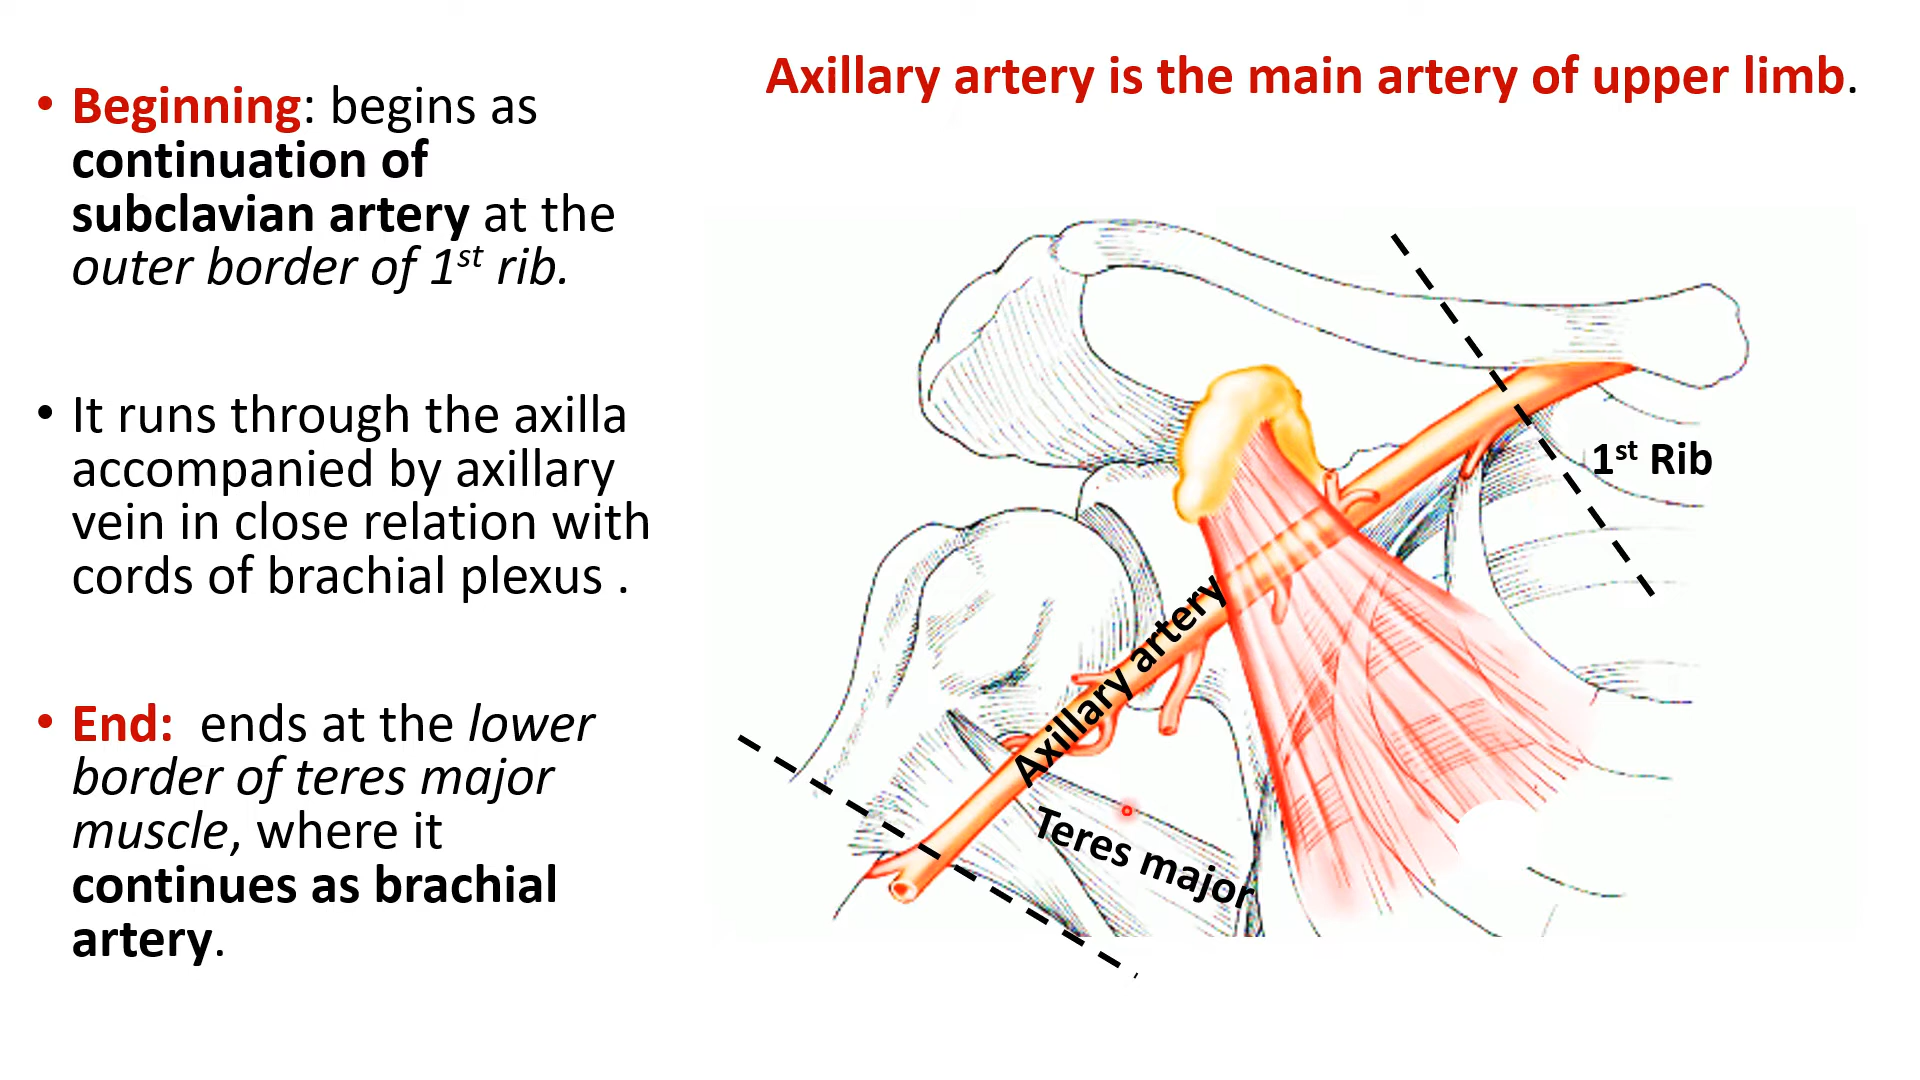 Axillary artery is the main artery of upper limb.
• Beginning: begins as
continuation of
subclavian artery at the
outer border of 1st rib.
• It runs through the axilla
accompanied by axillary
vein in close relation with
cords of brachial plexus .
• End: ends at the lower
border of teres major
muscle, where it
continues as brachial
artery.
1st Rib
Axillary artery
Teres major